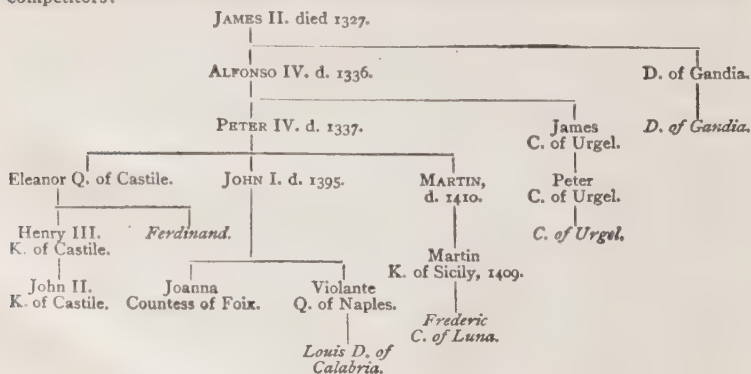 competitors:
JAMES II. died 1327.
ALFONSO IV. d. 1336.
D. of Gandia.
PETER IV. d. 1337.
James
C. of Urgel.
D. of Gandia.
Eleanor Q. of Castile.
JOHN I. d. 1395.
MARTIN,
d. 1410.
Peter
C. of Urgel.
Henry III.
K. of Castile.
Ferdinand.
C. of Urgel.
Martin
K. of Sicily, 1409.
John II.
K. of Castile.
Joanna
Countess of Foix.
Violante
Q. of Naples.
Frederic
C. of Luna.
Louis D. of
Calabria.